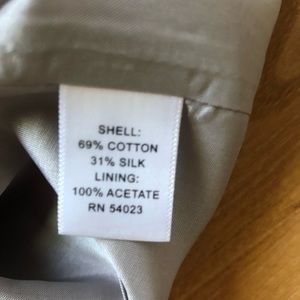 SHELL:
69% COTTON
31% SILK
LINING:
100% ACETATE
RN 54023